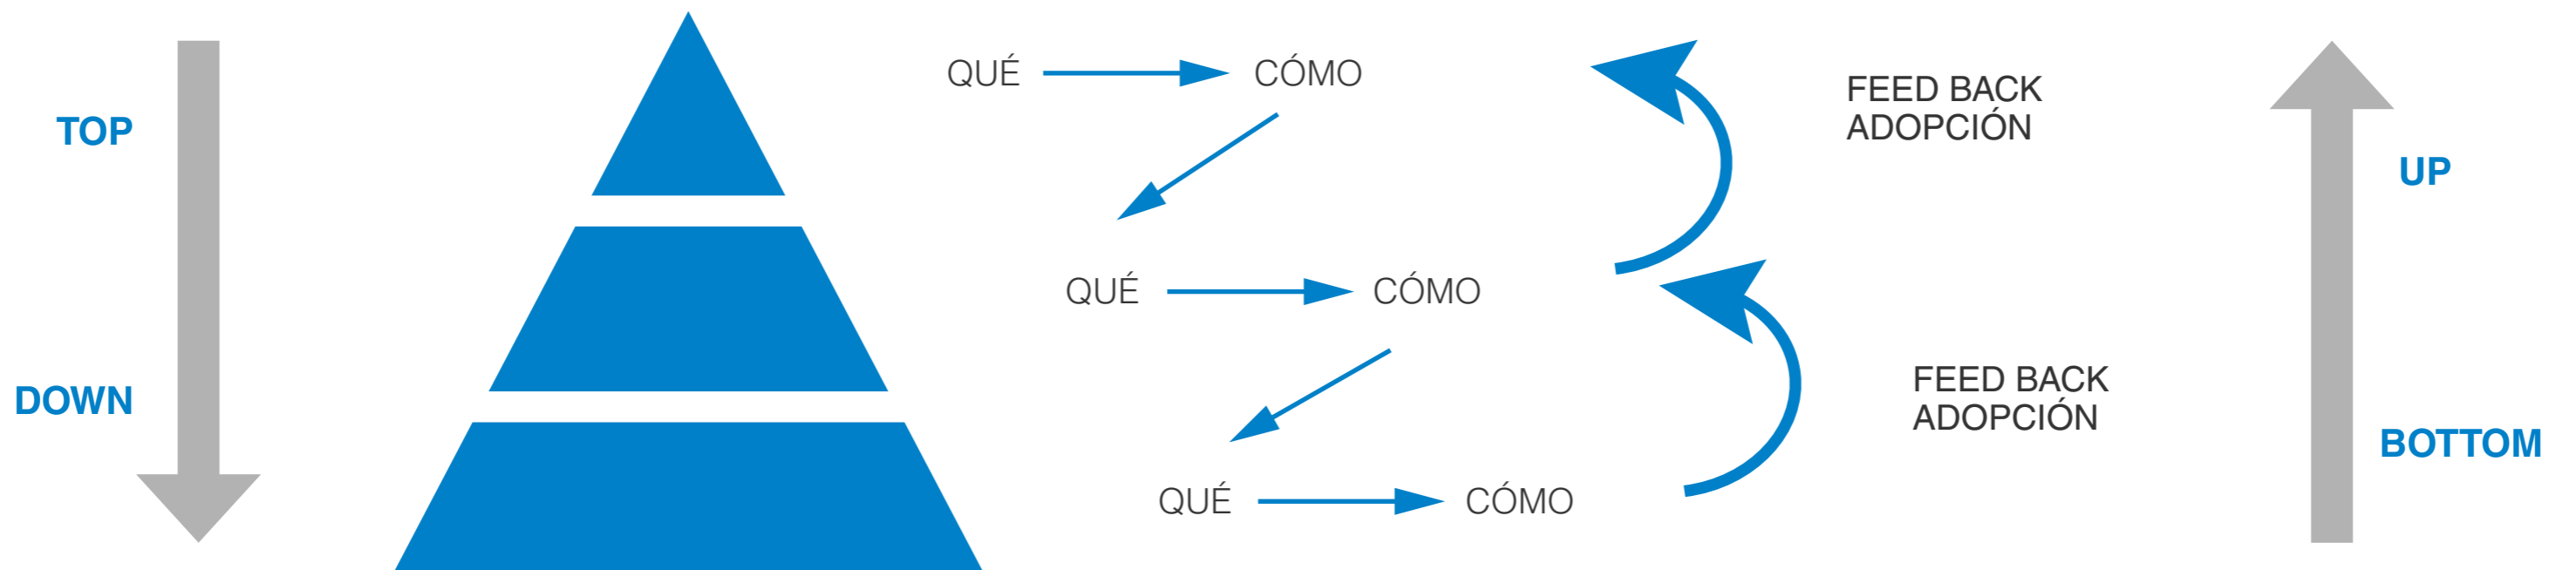 TOP
DOWN
QUÉ
CÓMO
QUÉ
CÓMO
QUÉ
CÓMO
FEED BACK
ADOPCIÓN
FEED BACK
ADOPCIÓN
UP
BOTTOM